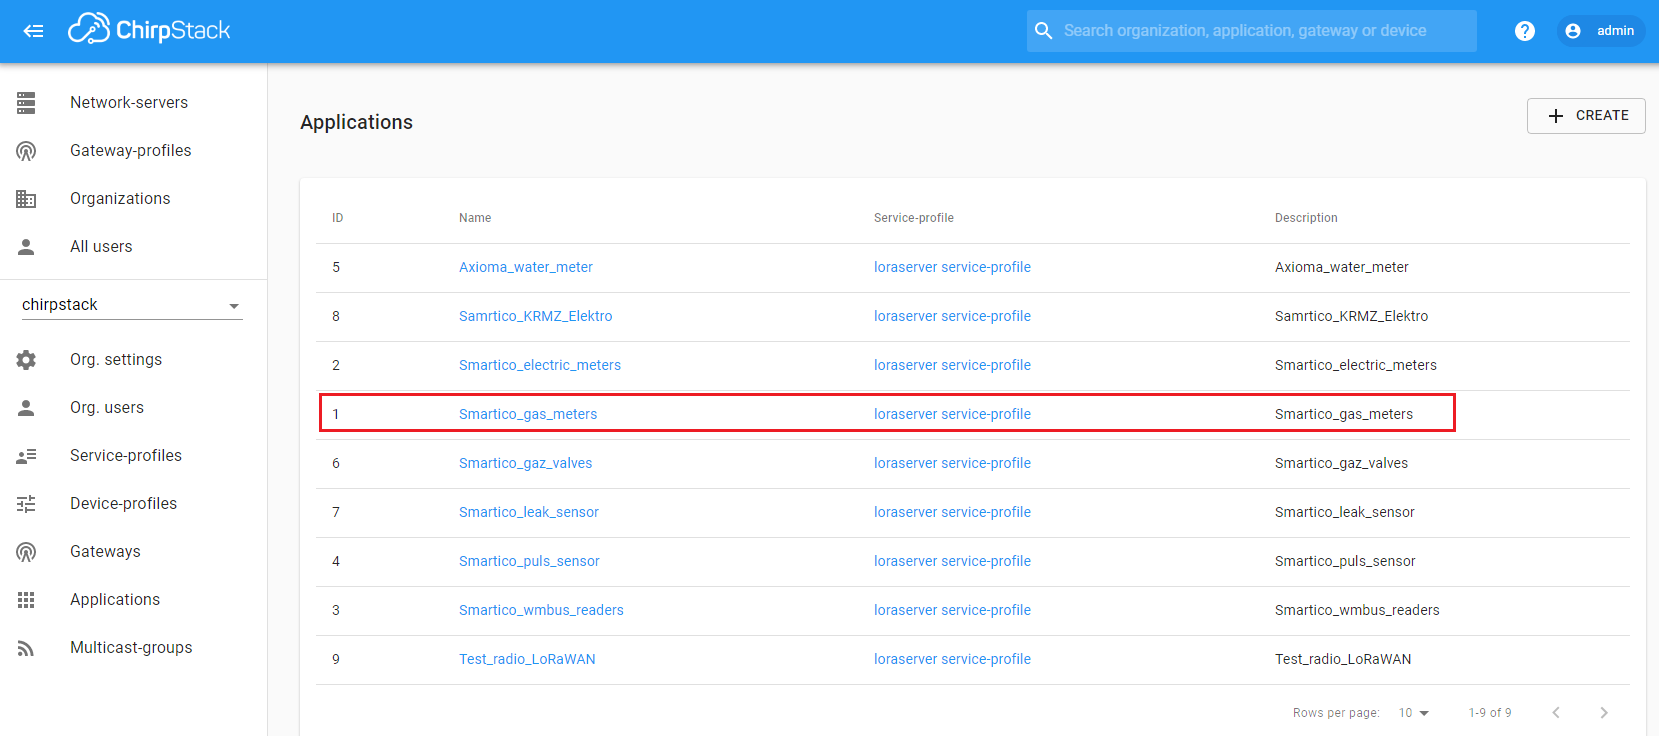 ChirpStack
Search organization, application, gateway or device
? admin
Network-servers
Gateway-profiles
Organizations
All users
chirpstack
Org. settings
Org. users
Service-profiles
Device-profiles
Gateways
Applications
Multicast-groups
Applications
+ CREATE
ID Name Service-profile Description
5 Axioma_water_meter loraserver service-profile Axioma_water_meter
8 Samrtico_KRMZ_Elektro loraserver service-profile Samrtico_KRMZ_Elektro
2 Smartico_electric_meters loraserver service-profile Smartico_electric_meters
1 Smartico_gas_meters loraserver service-profile Smartico_gas_meters
6 Smartico_gaz_valves loraserver service-profile Smartico_gaz_valves
7 Smartico_leak_sensor loraserver service-profile Smartico_leak_sensor
4 Smartico_puls_sensor loraserver service-profile Smartico_puls_sensor
3 Smartico_wmbus_readers loraserver service-profile Smartico_wmbus_readers
9 Test_radio_LoRaWAN loraserver service-profile Test_radio_LoRaWAN
Rows per page: 10 1-9 of 9